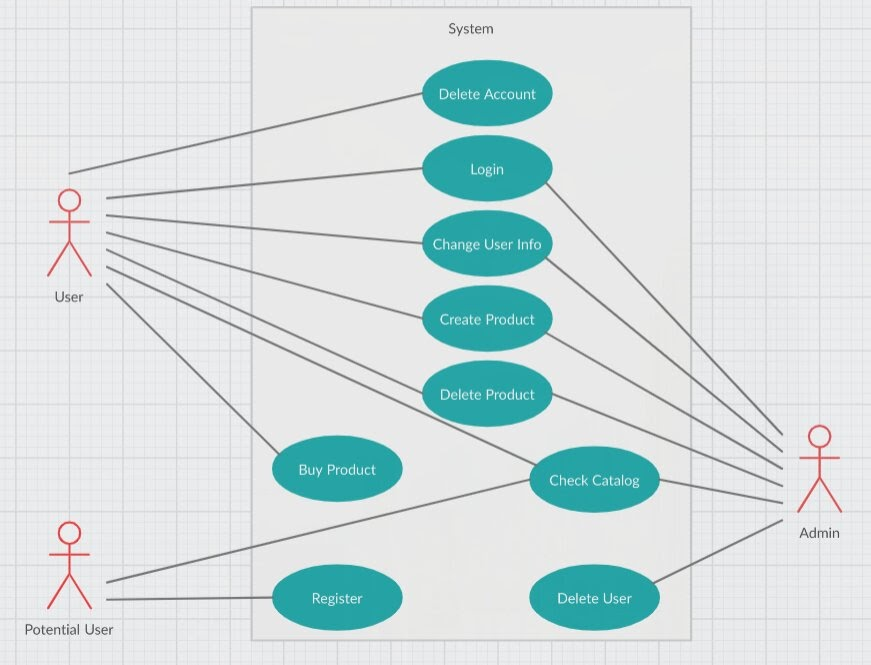 System
Delete Account
Login
Change User Info
User
Create Product
Delete Product
Buy Product
Check Catalog
Admin
Register
Delete User
Potential User